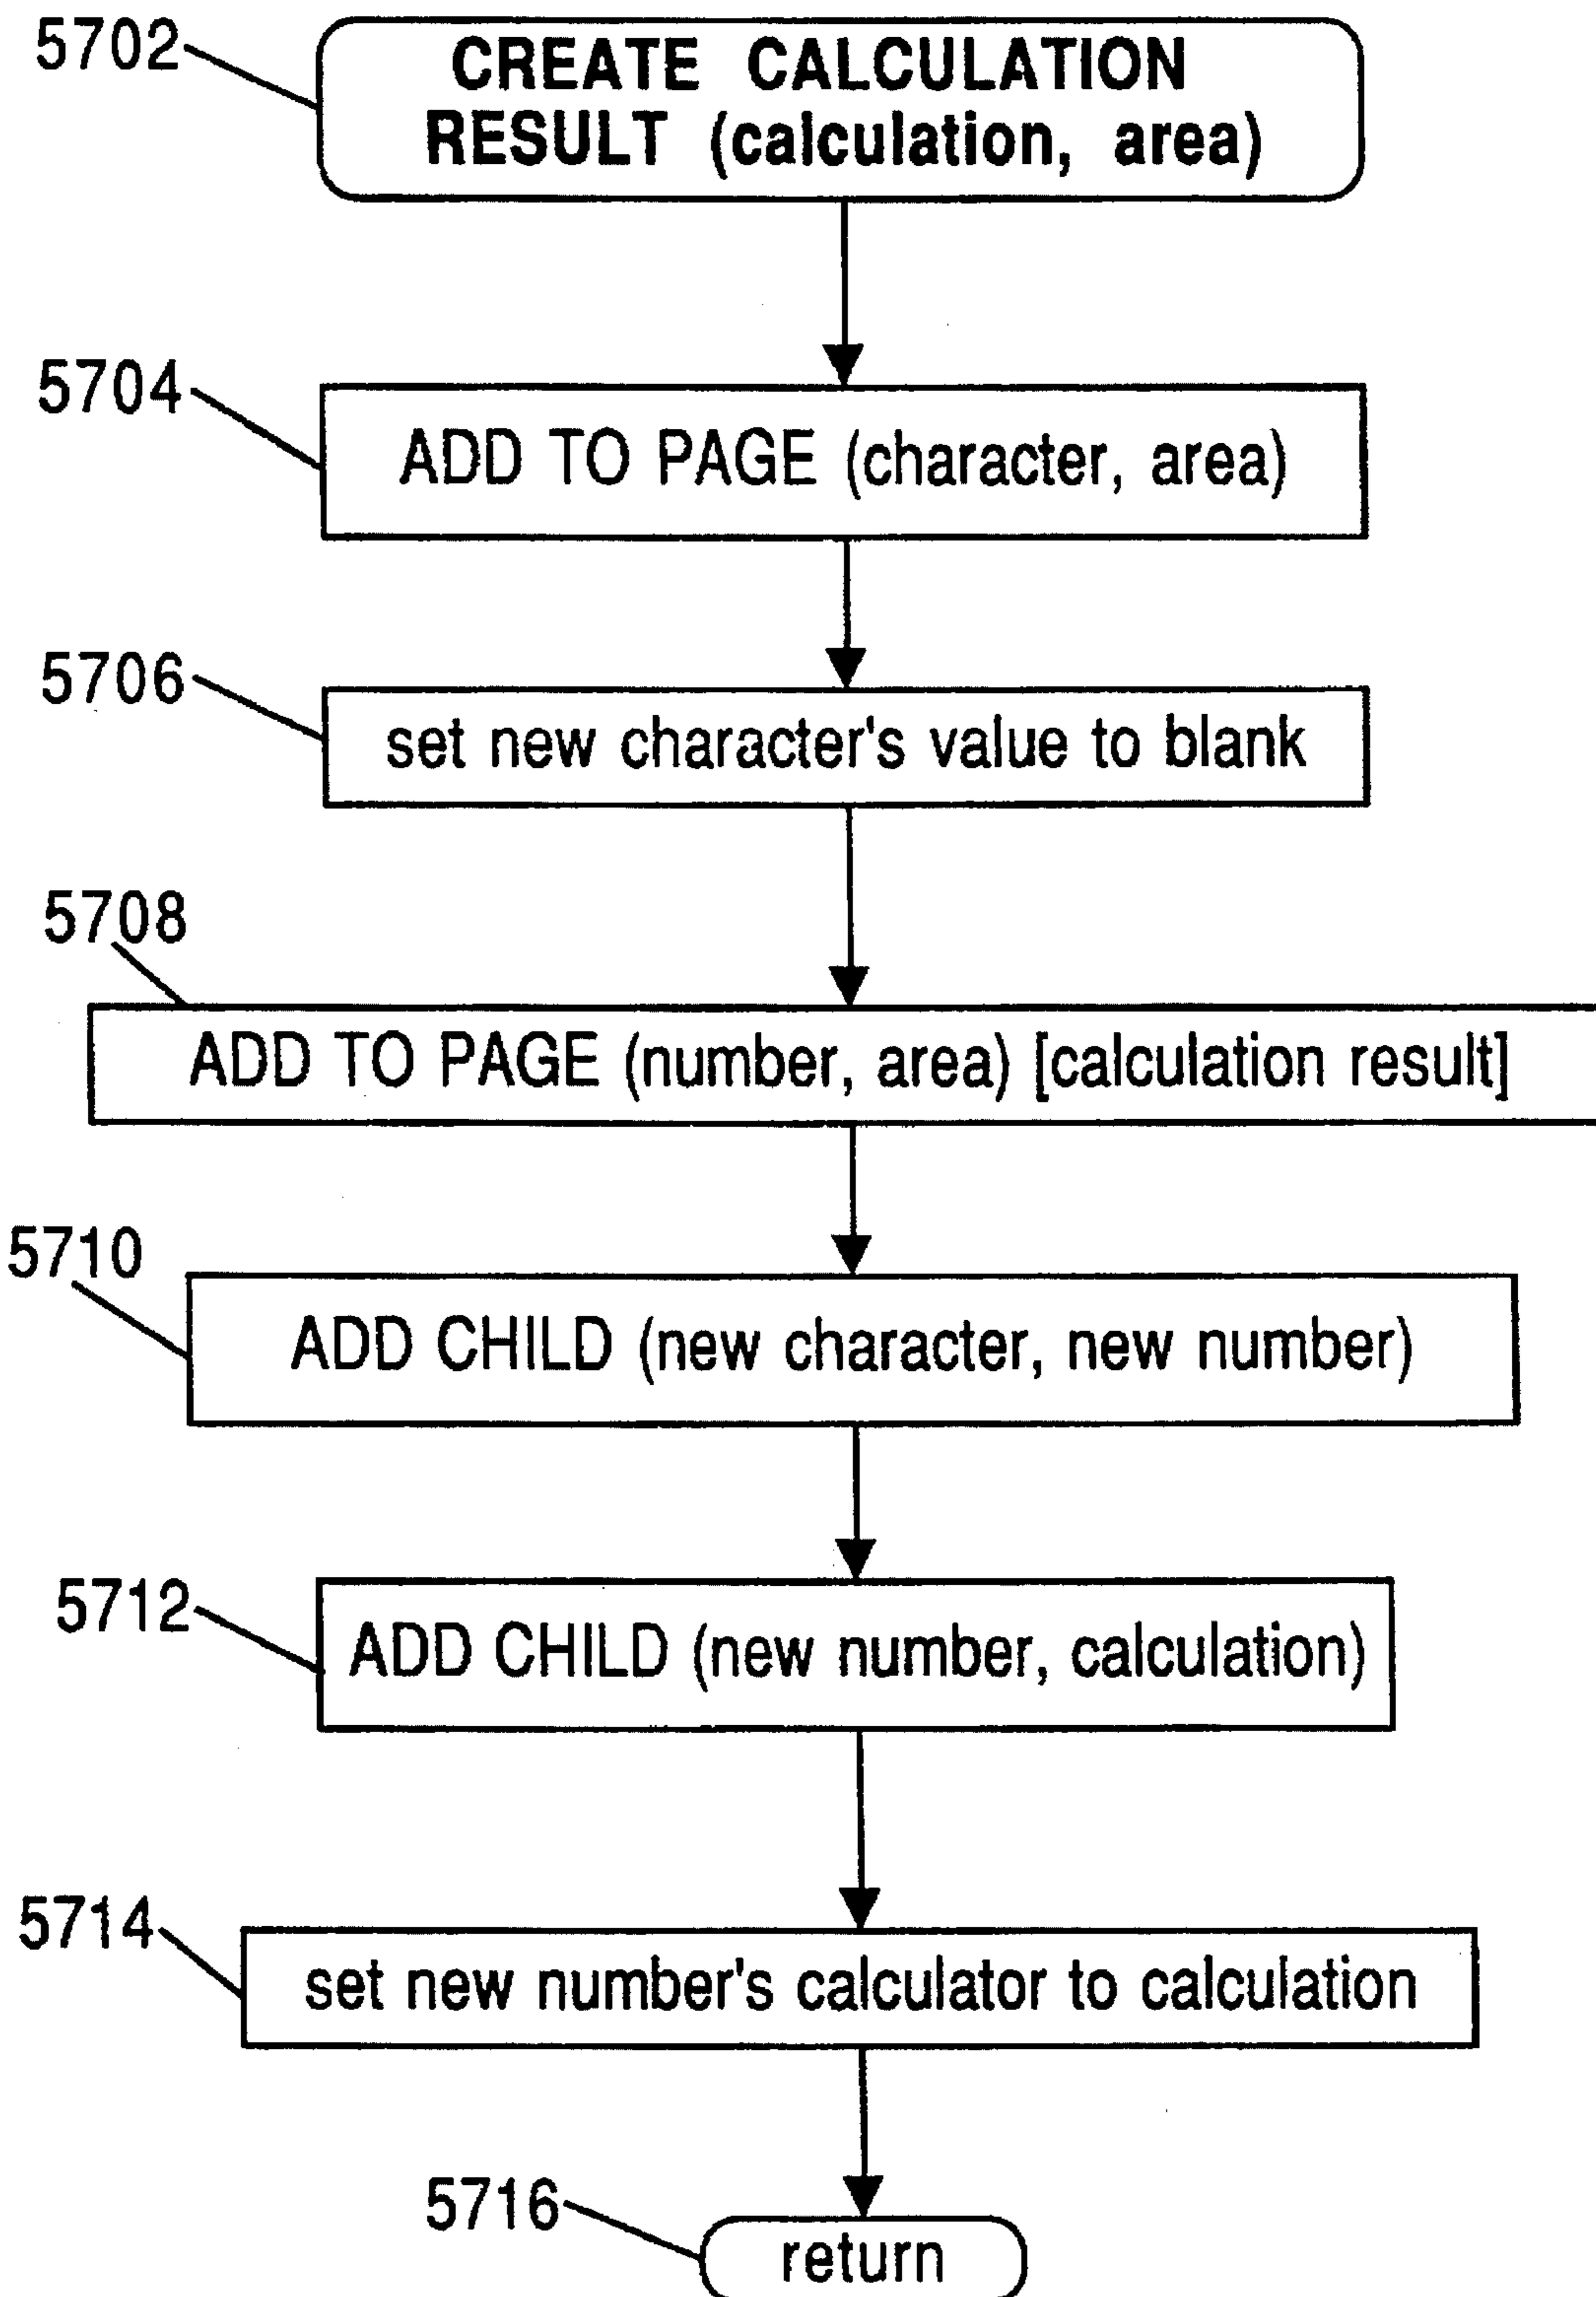 5702
CREATE CALCULATION
RESULT (calculation, area)
5704
ADD TO PAGE (character, area)
5706
set new character's value to blank
5708
ADD TO PAGE (number, area) [calculation result]
5710
ADD CHILD (new character, new number)
5712
ADD CHILD (new number, calculation)
5714
set new number's calculator to calculation
5716
return